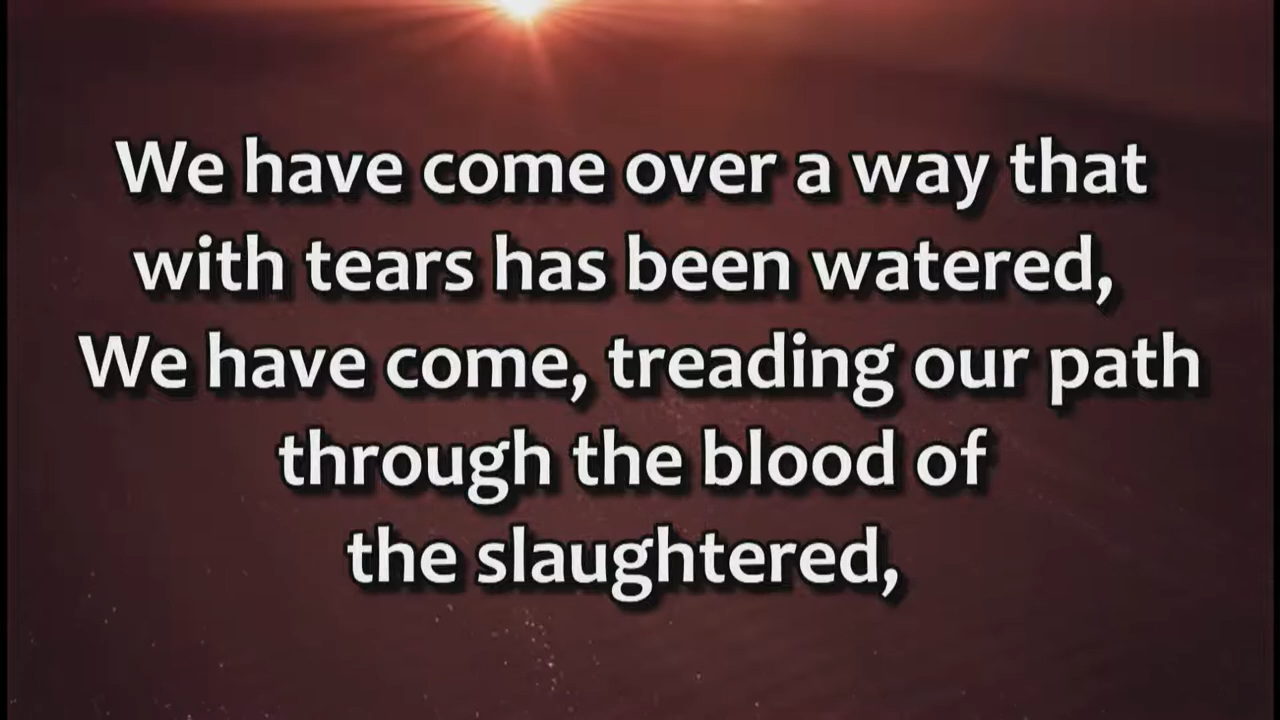 We have come over a way that
with tears has been watered,
We have come, treading our path
through the blood of
the slaughtered,